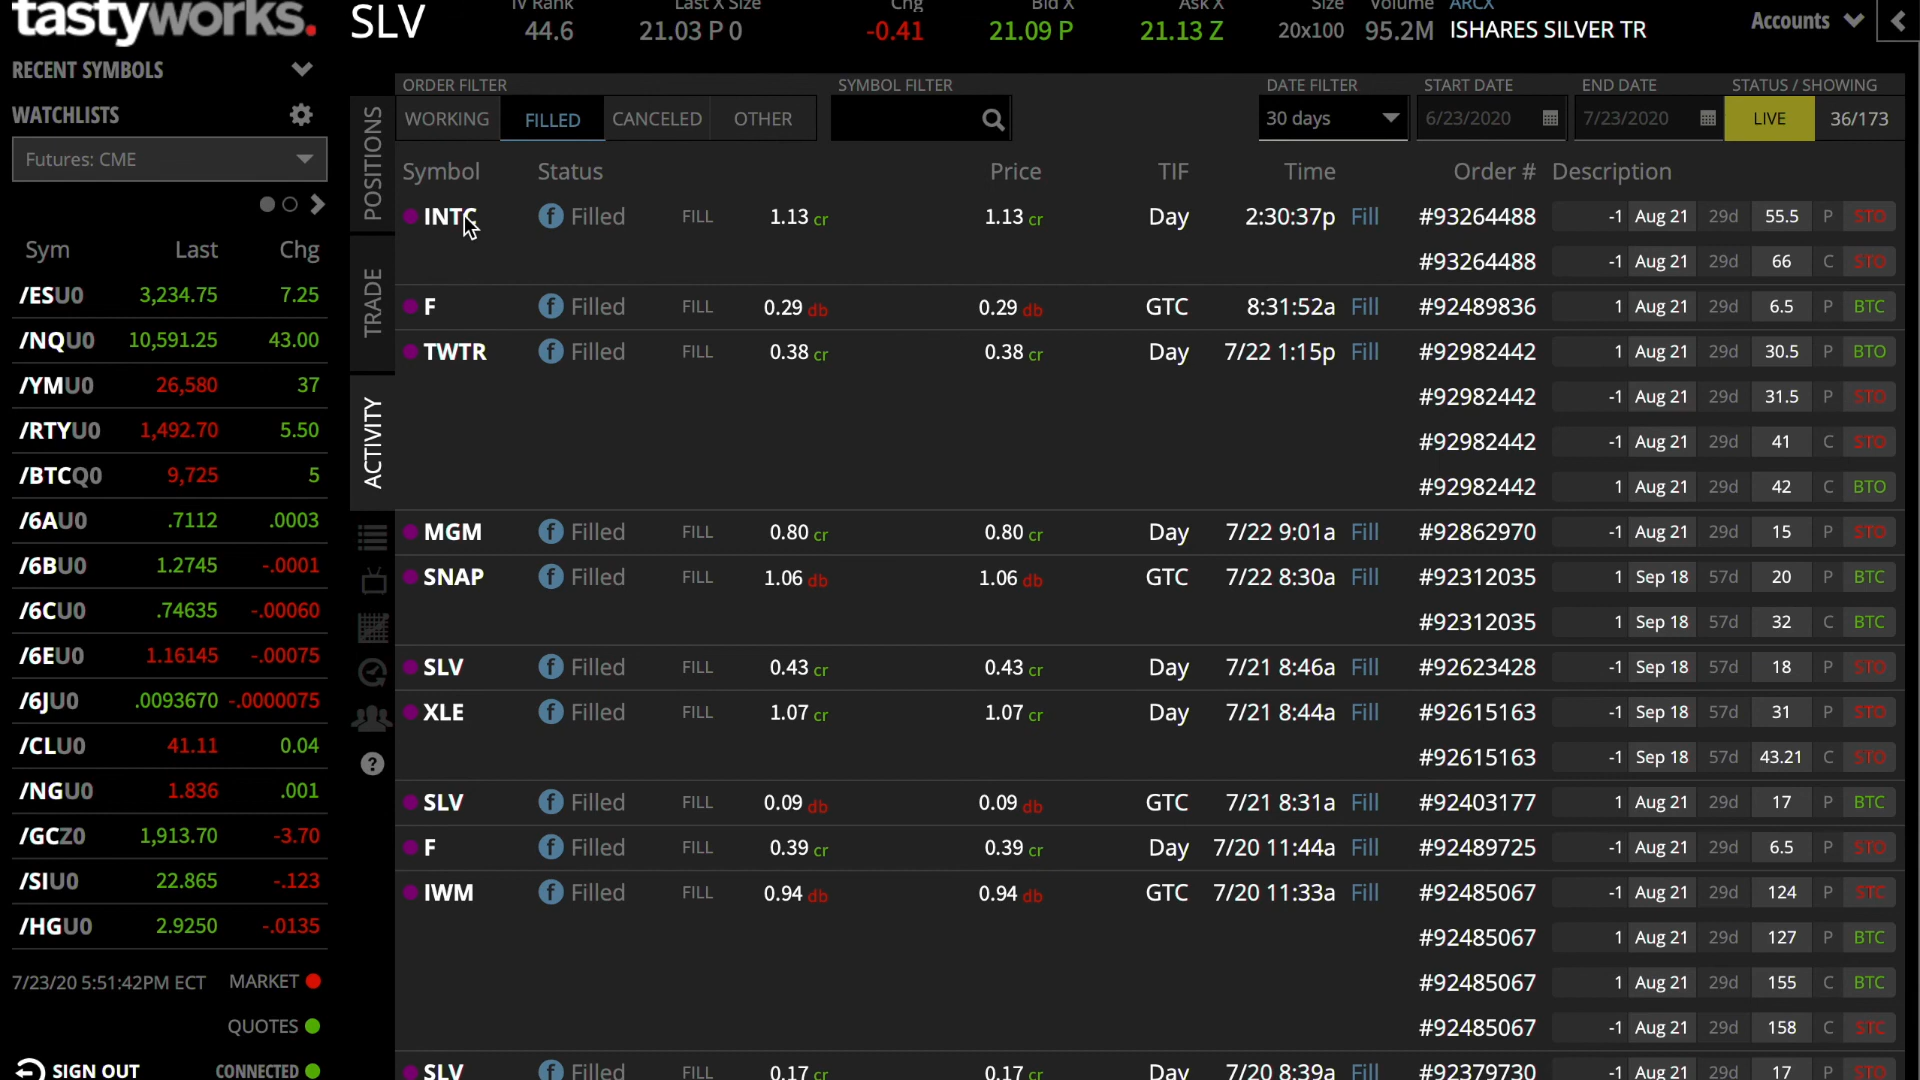 tastyworks.
RECENT SYMBOLS
WATCHLISTS
Futures: CME
Sym Last Chg
/ESU0 3,234.75 7.25
/NQU0 10,591.25 43.00
/YMU0 26,580 37
/RTYU0 1,492.70 5.50
/BTCQ0 9,725 5
/6AU0 .7112 .0003
/6BU0 1.2745 -.0001
/6CU0 .74635 -.00060
/6EU0 1.16145 -.00075
/6JU0 .0093670 -.0000075
/CLU0 41.11 0.04
/NGU0 1.836 .001
/GCZ0 1,913.70 -3.70
/SIU0 22.865 -.123
/HGU0 2.9250 -.0135
7/23/20 5:51:42PM ECT MARKET
QUOTES
SIGN OUT CONNECTED
SLV IV Rank Last X Size Chg Bid X Ask X Size Volume ARCX
44.6 21.03 P 0 -0.41 21.09 P 21.13 Z 20x100 95.2M ISHARES SILVER TR Accounts
POSITIONS
TRADE
ACTIVITY
ORDER FILTER SYMBOL FILTER DATE FILTER START DATE END DATE STATUS / SHOWING
WORKING FILLED CANCELED OTHER 30 days 6/23/2020 7/23/2020 LIVE 36/173
Symbol Status Price TIF Time Order # Description
INTC f Filled FILL 1.13 cr 1.13 cr Day 2:30:37p Fill #93264488 -1 Aug 21 29d 55.5 P STO
#93264488 -1 Aug 21 29d 66 C STO
F f Filled FILL 0.29 db 0.29 db GTC 8:31:52a Fill #92489836 1 Aug 21 29d 6.5 P BTC
TWTR f Filled FILL 0.38 cr 0.38 cr Day 7/22 1:15p Fill #92982442 1 Aug 21 29d 30.5 P BTO
#92982442 -1 Aug 21 29d 31.5 P STO
#92982442 -1 Aug 21 29d 41 C STO
#92982442 1 Aug 21 29d 42 C BTO
MGM f Filled FILL 0.80 cr 0.80 cr Day 7/22 9:01a Fill #92862970 -1 Aug 21 29d 15 P STO
SNAP f Filled FILL 1.06 db 1.06 db GTC 7/22 8:30a Fill #92312035 1 Sep 18 57d 20 P BTC
#92312035 1 Sep 18 57d 32 C BTC
SLV f Filled FILL 0.43 cr 0.43 cr Day 7/21 8:46a Fill #92623428 -1 Sep 18 57d 18 P STO
XLE f Filled FILL 1.07 cr 1.07 cr Day 7/21 8:44a Fill #92615163 -1 Sep 18 57d 31 P STO
#92615163 -1 Sep 18 57d 43.21 C STO
SLV f Filled FILL 0.09 db 0.09 db GTC 7/21 8:31a Fill #92403177 1 Aug 21 29d 17 P BTC
F f Filled FILL 0.39 cr 0.39 cr Day 7/20 11:44a Fill #92489725 -1 Aug 21 29d 6.5 P STO
IWM f Filled FILL 0.94 db 0.94 db GTC 7/20 11:33a Fill #92485067 -1 Aug 21 29d 124 P STC
#92485067 1 Aug 21 29d 127 P BTC
#92485067 1 Aug 21 29d 155 C BTC
#92485067 -1 Aug 21 29d 158 C STC
SLV f Filled FILL 0.17 cr 0.17 cr Day 7/20 8:39a Fill #92379730 -1 Aug 21 29d 17 P STO